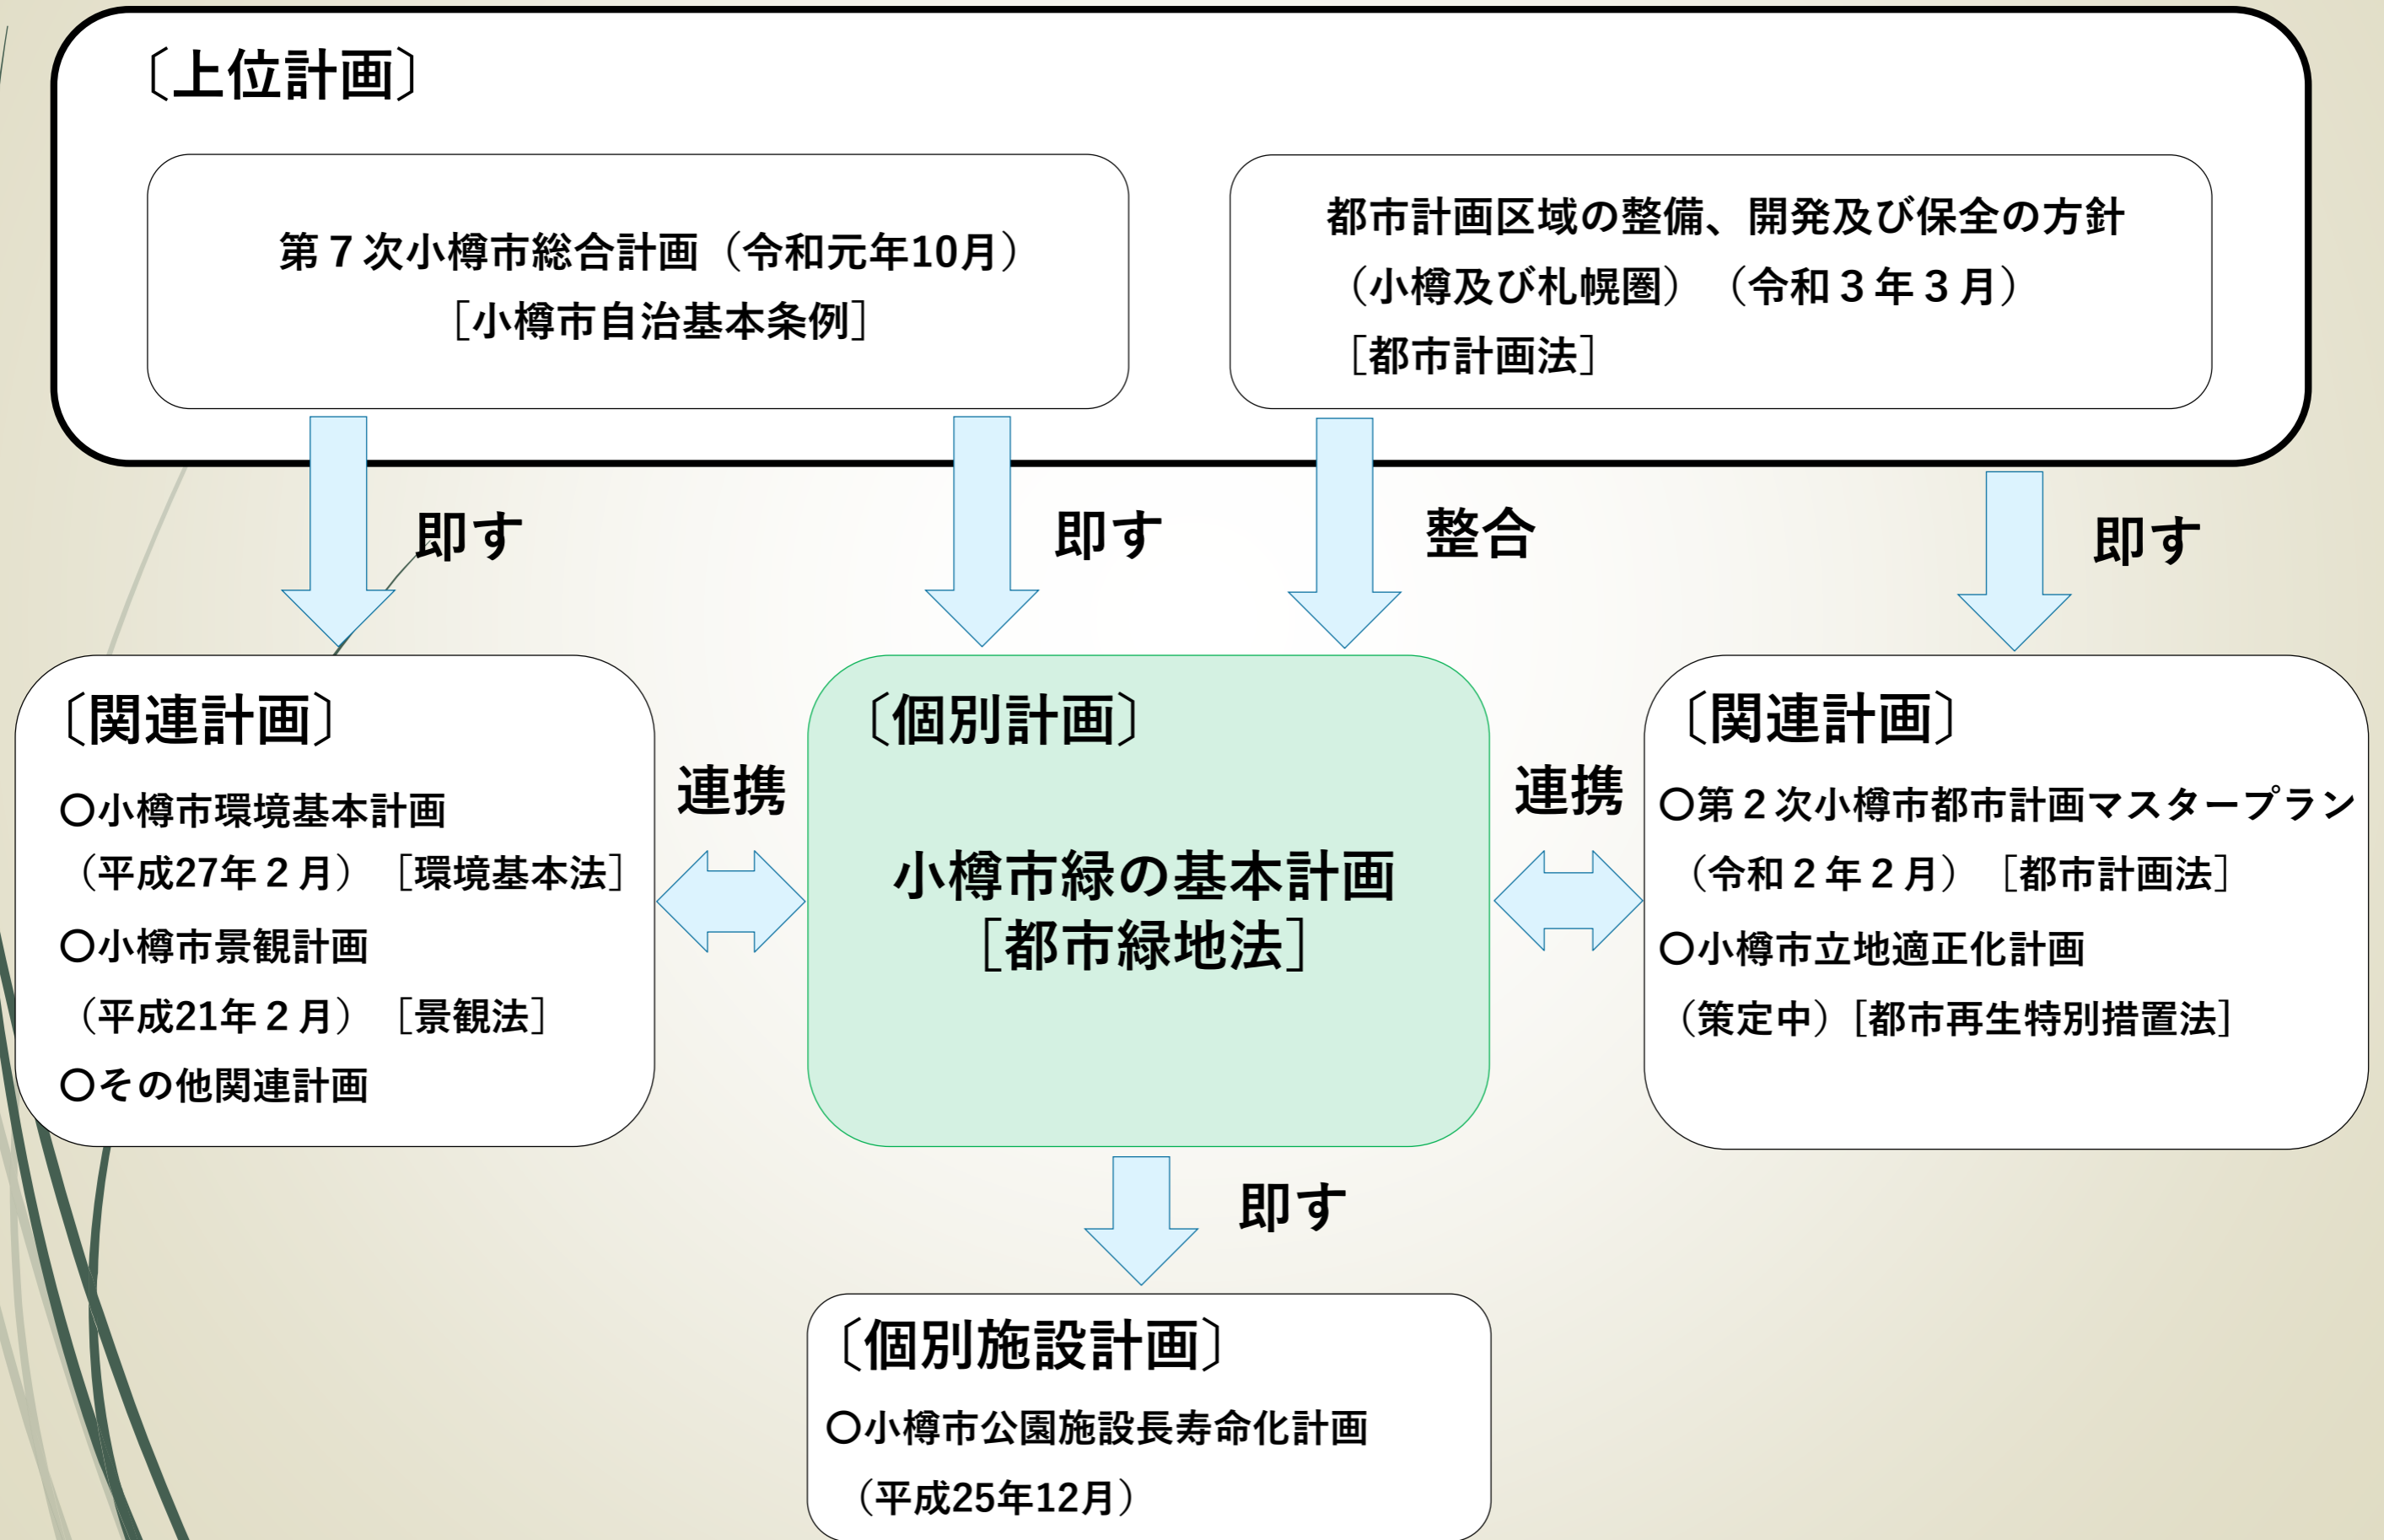 〔上位計画〕
第７次小樽市総合計画（令和元年10月）
［小樽市自治基本条例］
都市計画区域の整備、開発及び保全の方針
（小樽及び札幌圏）（令和３年３月）
［都市計画法］
即す
即す
整合
即す
〔関連計画〕
〇小樽市環境基本計画
（平成27年２月）［環境基本法］
〇小樽市景観計画
（平成21年２月）［景観法］
〇その他関連計画
連携
〔個別計画〕
小樽市緑の基本計画
［都市緑地法］
連携
〔関連計画〕
〇第２次小樽市都市計画マスタープラン
（令和２年２月）［都市計画法］
〇小樽市立地適正化計画
（策定中）［都市再生特別措置法］
即す
〔個別施設計画〕
〇小樽市公園施設長寿命化計画
（平成25年12月）